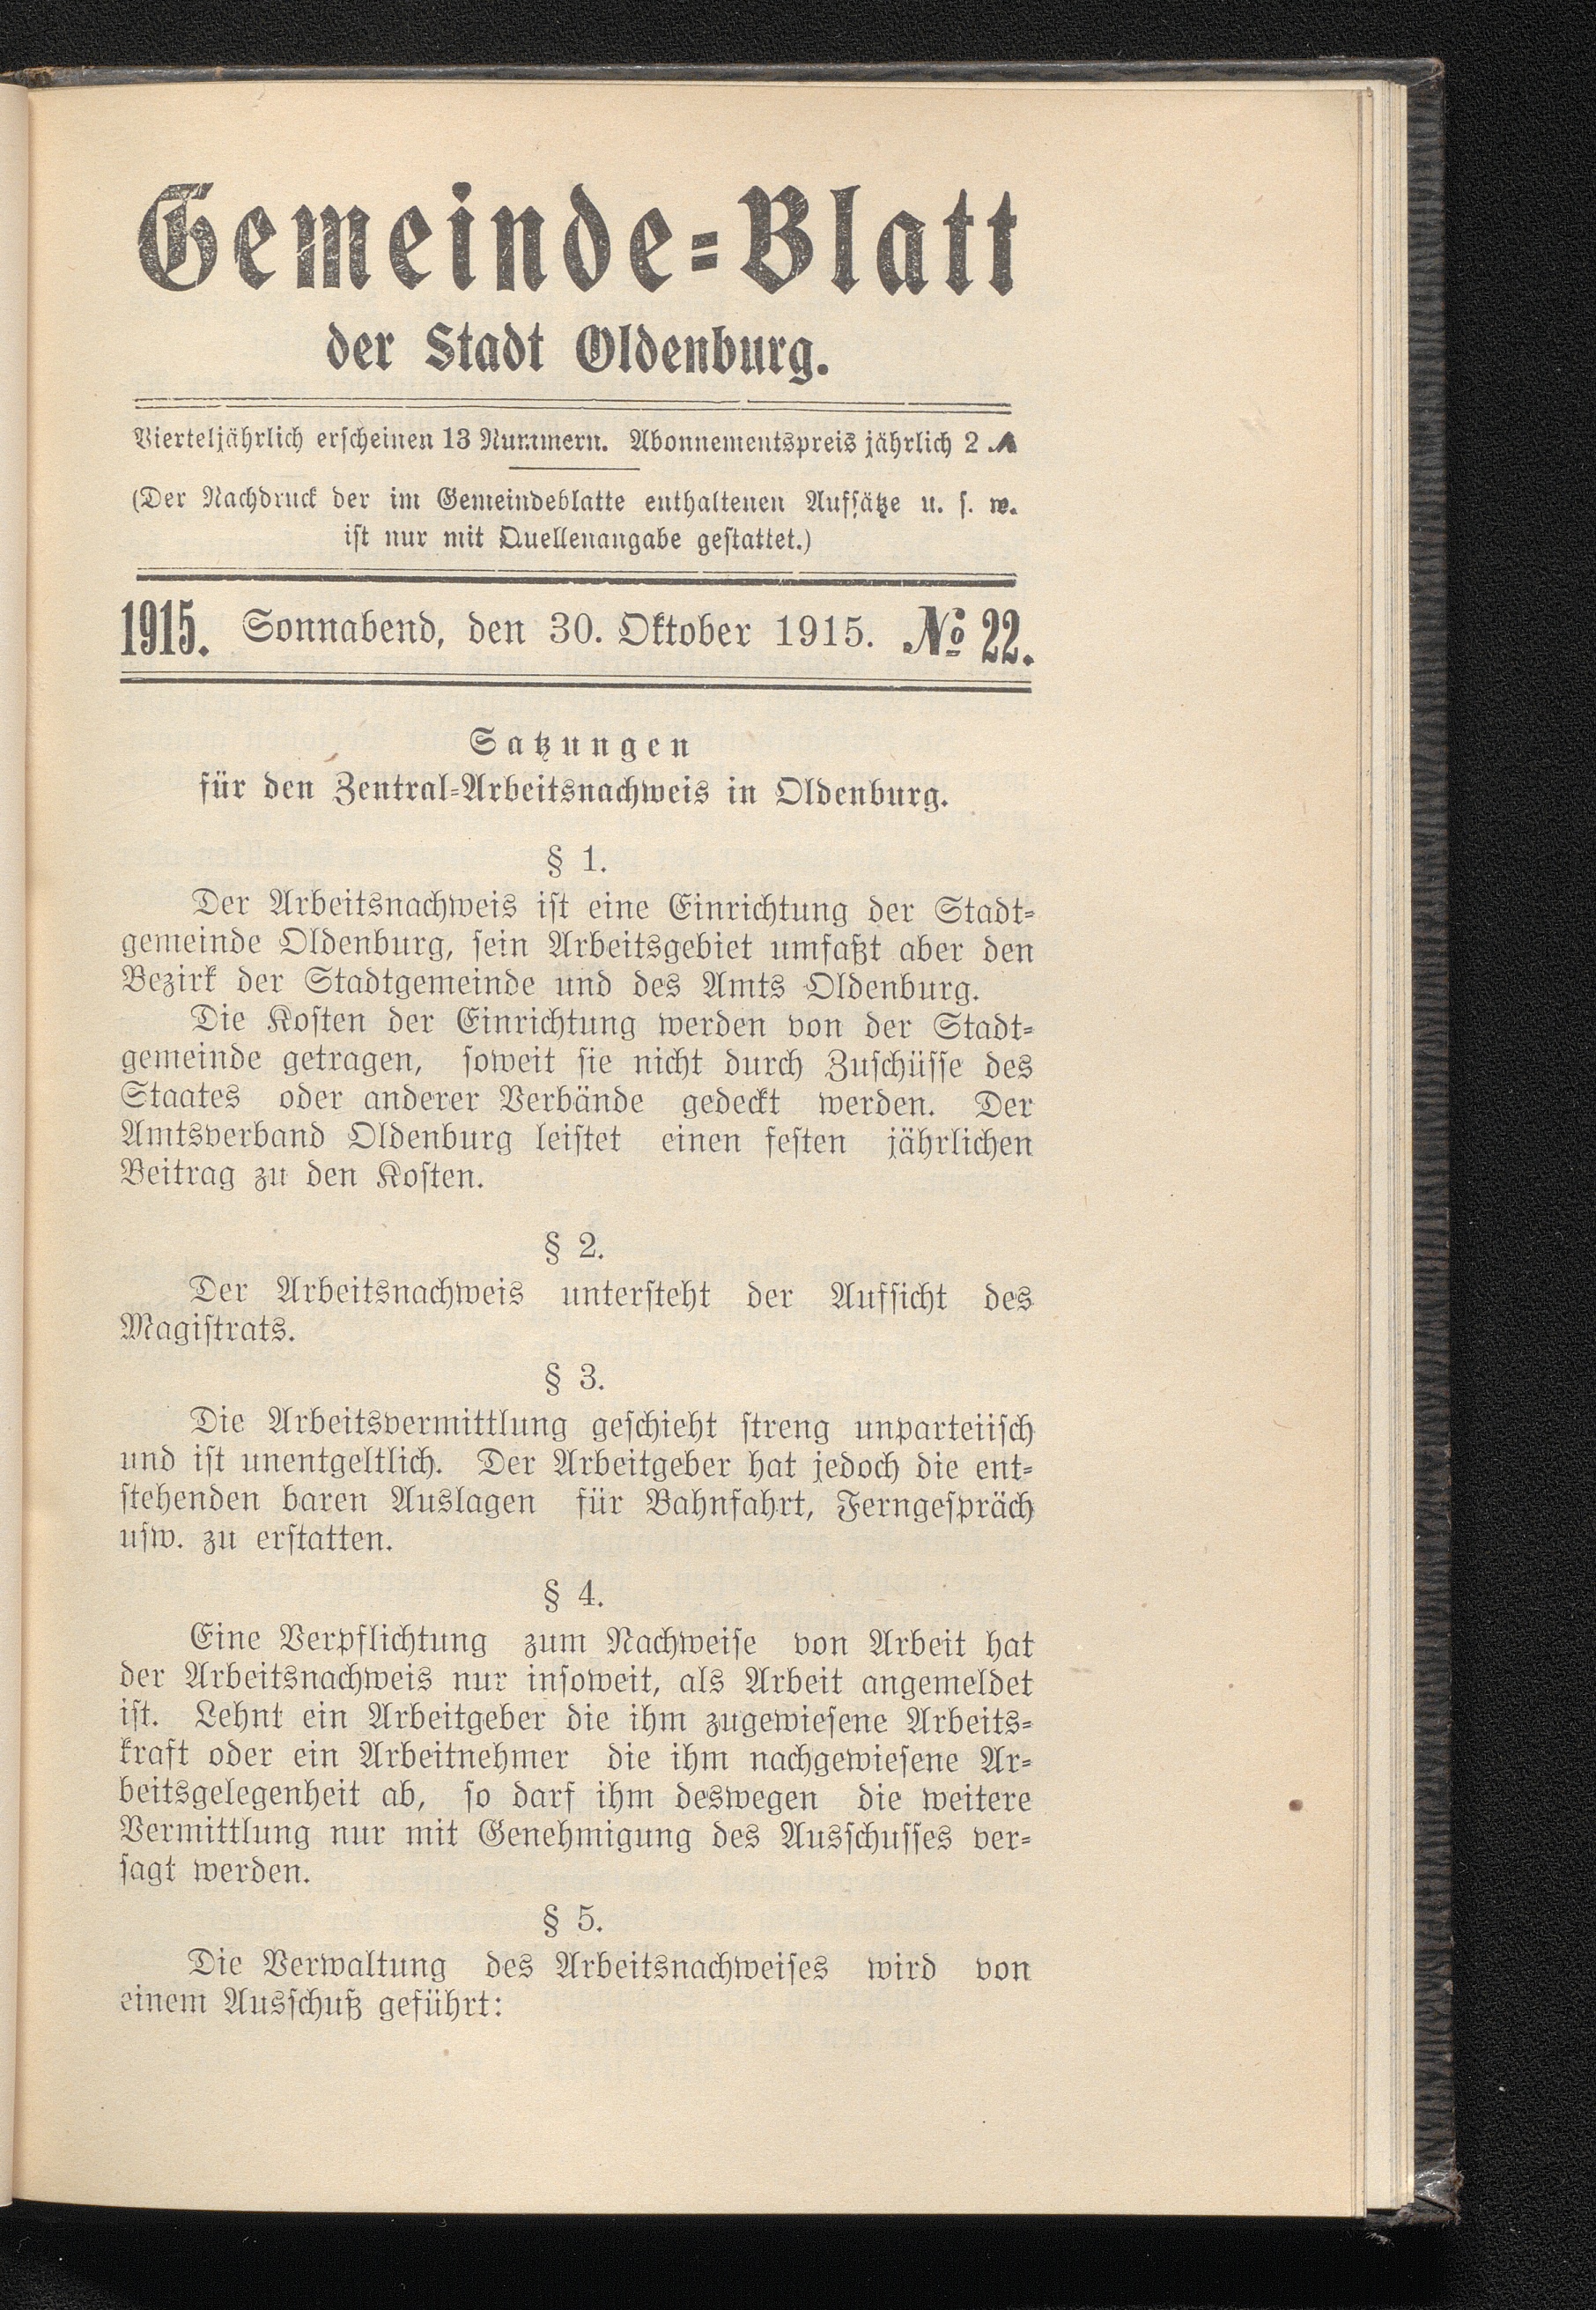 Gemeinde-Blatt
der Stadt Oldenburg.
Vierteljährlich erscheinen 13 Nummern. Abonnementspreis jährlich 2 ℳ
(Der Nachdruck der im Gemeindeblatte enthaltenen Aufsätze u. s. w.
ist nur mit Quellenangabe gestattet.)
1915. Sonnabend, den 30. Oktober 1915. № 22.
Satzungen
für den Zentral-Arbeitsnachweis in Oldenburg.
§ 1.
Der Arbeitsnachweis ist eine Einrichtung der Stadt-
gemeinde Oldenburg, sein Arbeitsgebiet umfaßt aber den
Bezirk der Stadtgemeinde und des Amts Oldenburg.
Die Kosten der Einrichtung werden von der Stadt-
gemeinde getragen, soweit sie nicht durch Zuschüsse des
Staates oder anderer Verbände gedeckt werden. Der
Amtsverband Oldenburg leistet einen festen jährlichen
Beitrag zu den Kosten.
§ 2.
Der Arbeitsnachweis untersteht der Aufsicht des
Magistrats.
§ 3.
Die Arbeitsvermittlung geschieht streng unparteiisch
und ist unentgeltlich. Der Arbeitgeber hat jedoch die ent-
stehenden baren Auslagen für Bahnfahrt, Ferngespräch
usw. zu erstatten.
§ 4.
Eine Verpflichtung zum Nachweise von Arbeit hat
der Arbeitsnachweis nur insoweit, als Arbeit angemeldet
ist. Lehnt ein Arbeitgeber die ihm zugewiesene Arbeits-
kraft oder ein Arbeitnehmer die ihm nachgewiesene Ar-
beitsgelegenheit ab, so darf ihm deswegen die weitere
Vermittlung nur mit Genehmigung des Ausschusses ver-
sagt werden.
§ 5.
Die Verwaltung des Arbeitsnachweises wird von
einem Ausschuß geführt: